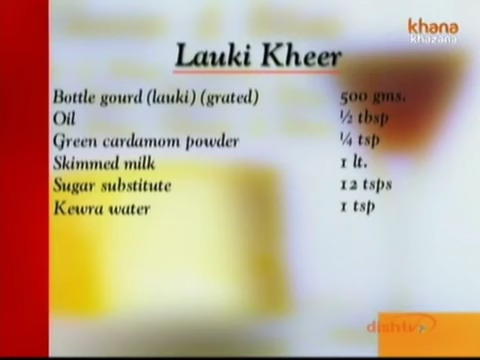 khana
khazana
Lauki Kheer
Bottle gourd (lauki) (grated) 500 gms.
Oil ½ tbsp
Green cardamom powder ¼ tsp
Skimmed milk 1 lt.
Sugar substitute 12 tsps
Kewra water 1 tsp
dishtv